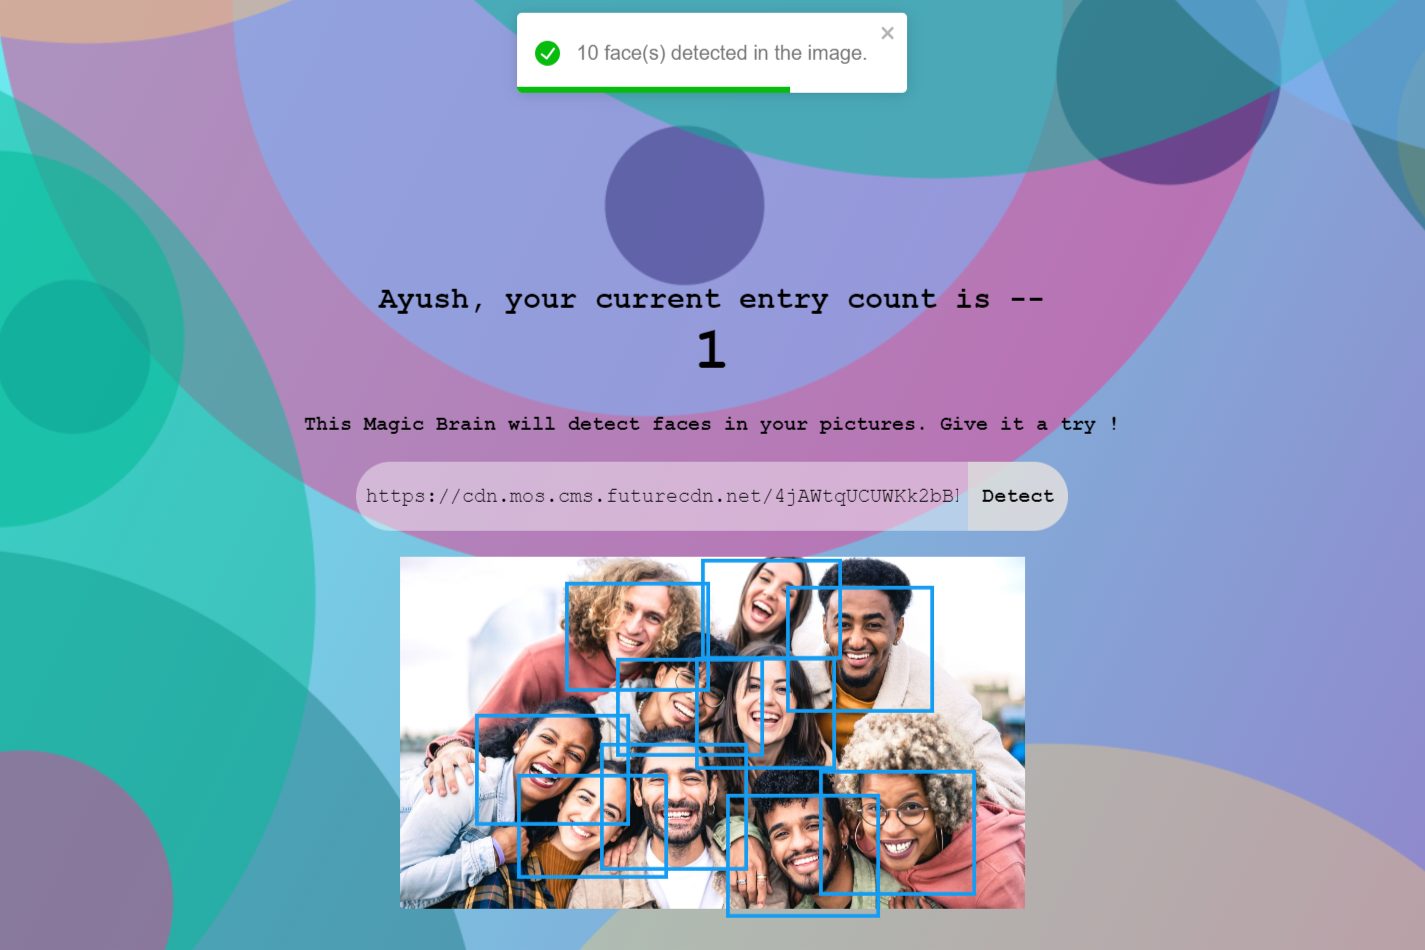 10 face(s) detected in the image.
Ayush, your current entry count is --
1
This Magic Brain will detect faces in your pictures. Give it a try !
https://cdn.mos.cms.futurecdn.net/4jAWtqUCUWKk2bB
Detect